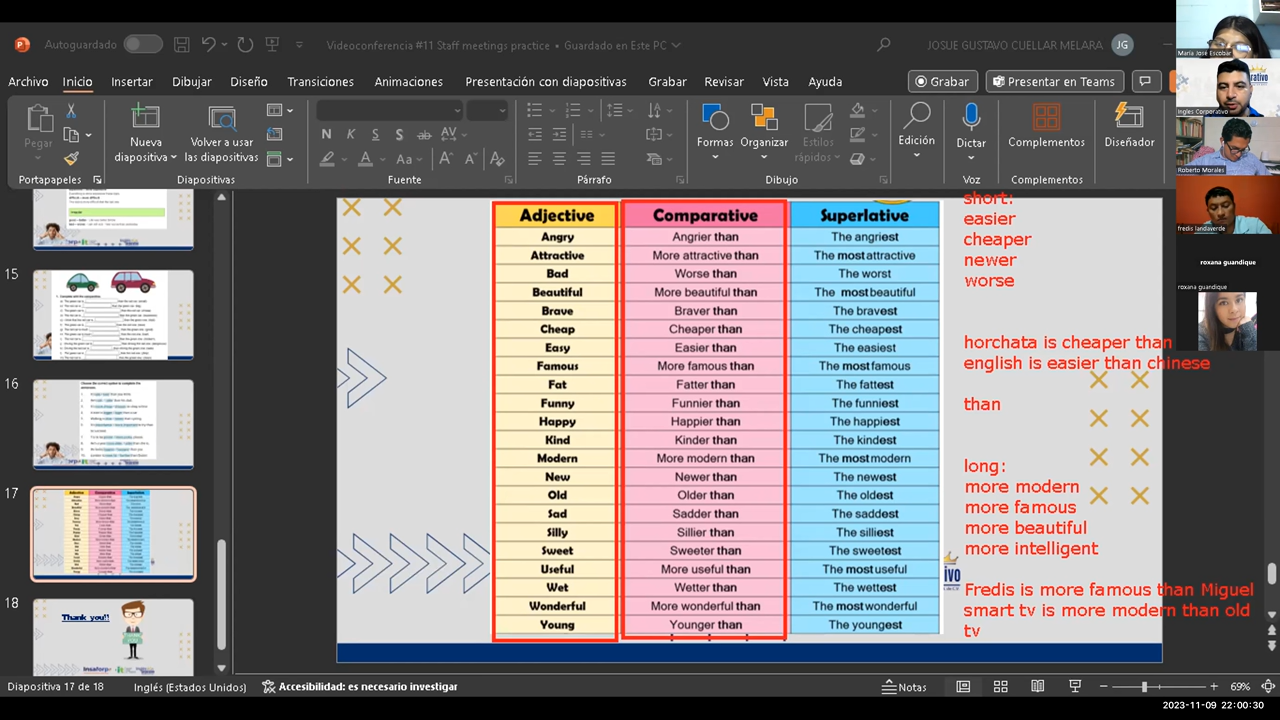 Autoguardado
Videoconferencia #11 Staff meetings practice • Guardado en Este PC
JOSE GUSTAVO CUELLAR MELARA
JG
Archivo
Inicio
Insertar
Dibujar
Diseño
Transiciones
Animaciones
Presentación con diapositivas
Grabar
Revisar
Vista
Grabar
Presentar en Teams
Pegar
Nueva diapositiva
Volver a usar las diapositivas
Formas
Organizar
Estilos rápidos
Edición
Dictar
Complementos
Diseñador
Portapapeles
Diapositivas
Fuente
Párrafo
Dibujo
Voz
Complementos
15
16
17
18
Thank you!!
Adjective Comparative Superlative
Angry Angrier than The angriest
Attractive More attractive than The most attractive
Bad Worse than The worst
Beautiful More beautiful than The most beautiful
Brave Braver than The bravest
Cheap Cheaper than The cheapest
Easy Easier than The easiest
Famous More famous than The most famous
Fat Fatter than The fattest
Funny Funnier than The funniest
Happy Happier than The happiest
Kind Kinder than The kindest
Modern More modern than The most modern
New Newer than The newest
Old Older than The oldest
Sad Sadder than The saddest
Silly Sillier than The silliest
Sweet Sweeter than The sweetest
Useful More useful than The most useful
Wet Wetter than The wettest
Wonderful More wonderful than The most wonderful
Young Younger than The youngest
short:
easier
cheaper
newer
worse
horchata is cheaper than
english is easier than chinese
than
long:
more modern
more famous
more beautiful
more intelligent
Fredis is more famous than Miguel
smart tv is more modern than old
tv
María José Escobar
Ingles Corporativo
Roberto Morales
fredis landaverde
roxana guandique
roxana guandique
Diapositiva 17 de 18
Inglés (Estados Unidos)
Accesibilidad: es necesario investigar
Notas
69%
2023-11-09 22:00:30